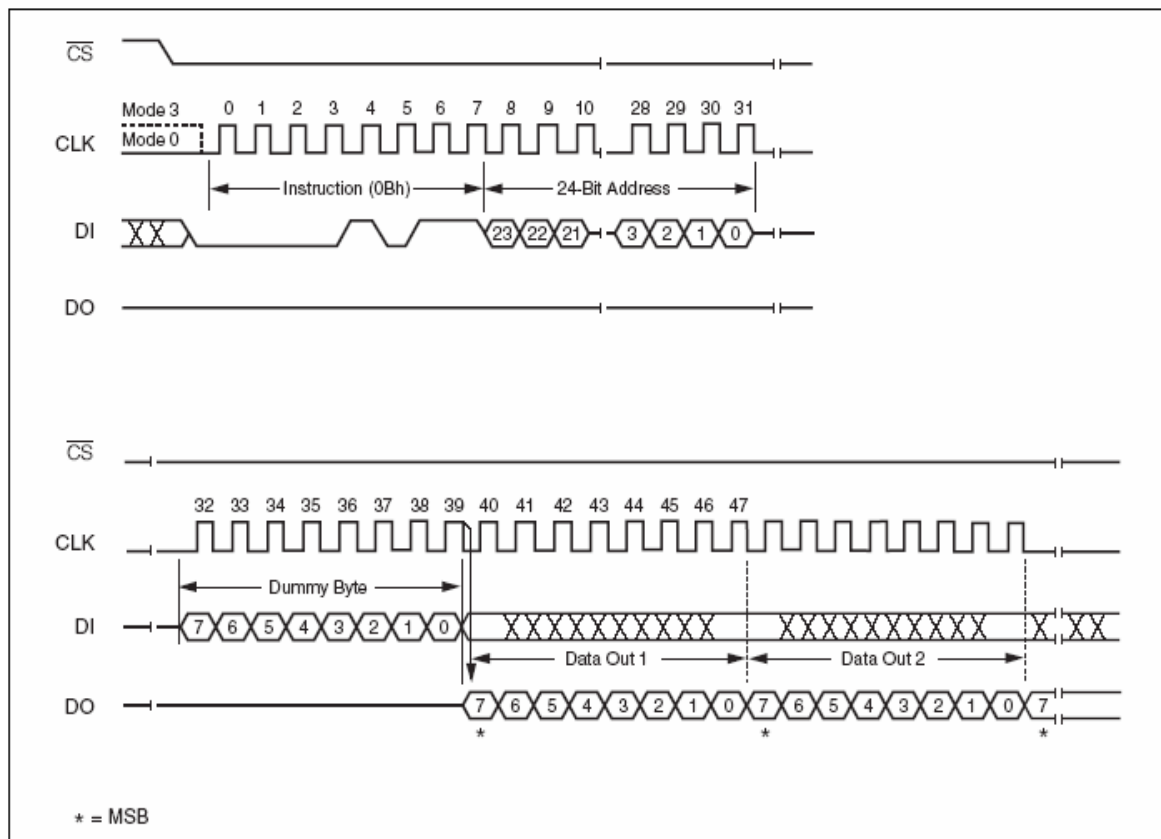 CS
Mode 3 0 1 2 3 4 5 6 7 8 9 10 28 29 30 31
CLK Mode 0
Instruction (0Bh) 24-Bit Address
DI 23 22 21 3 2 1 0
DO
CS
32 33 34 35 36 37 38 39 40 41 42 43 44 45 46 47
CLK
Dummy Byte
DI 7 6 5 4 3 2 1 0
Data Out 1 Data Out 2
DO 7 6 5 4 3 2 1 0 7 6 5 4 3 2 1 0 7
* * *
* = MSB